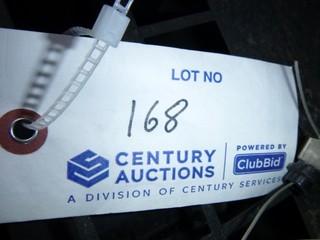 LOT NO
168
CENTURY AUCTIONS
POWERED BY ClubBid
A DIVISION OF CENTURY SERVICES